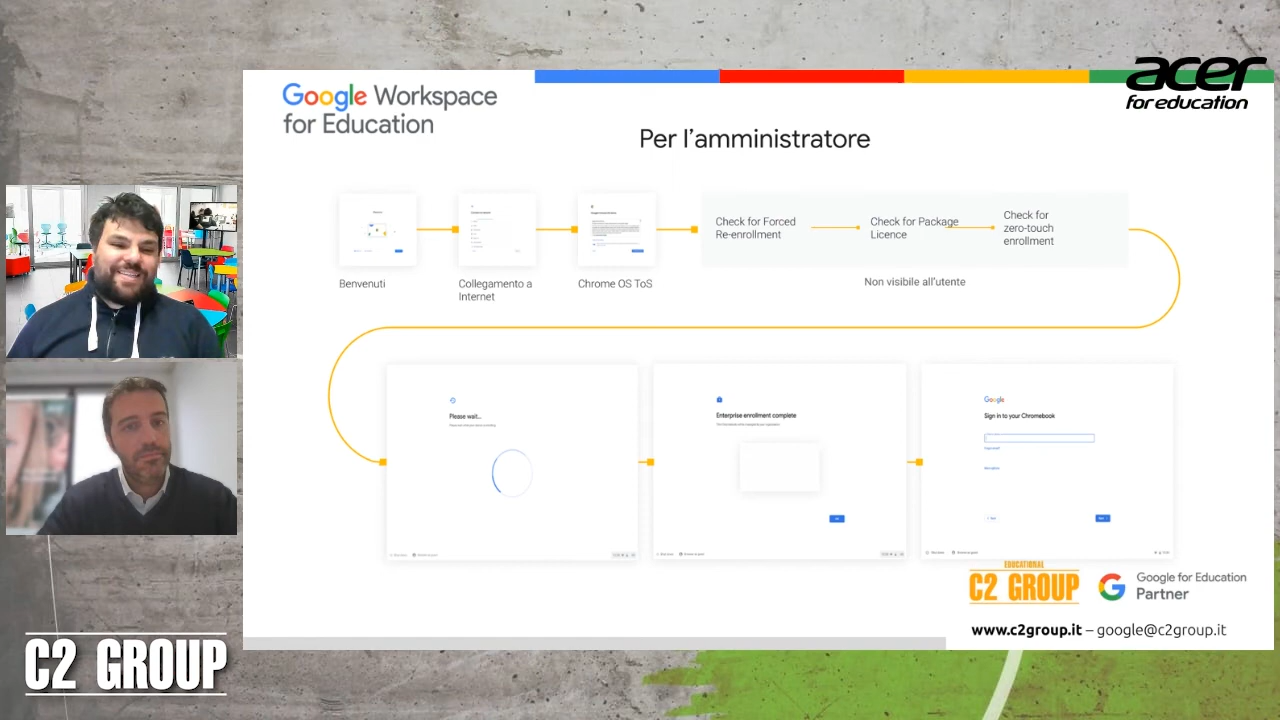 Google Workspace
for Education
acer
for education
Per l'amministratore
Check for Forced
Re-enrollment
Check for Package
Licence
Check for
zero-touch
enrollment
Benvenuti
Collegamento a
Internet
Chrome OS ToS
Non visibile all'utente
Please wait...
Enterprise enrollment complete
Google
Sign in to your Chromebook
EDUCATIONAL
C2 GROUP
Google for Education
Partner
www.c2group.it – google@c2group.it
C2 GROUP